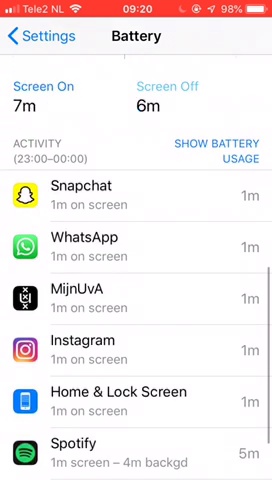 Tele2 NL 09:20 98%
Settings Battery
Screen On Screen Off
7m 6m
ACTIVITY SHOW BATTERY
(23:00–00:00) USAGE
Snapchat
1m on screen 1m
WhatsApp
1m on screen 1m
MijnUvA
1m on screen 1m
Instagram
1m on screen 1m
Home & Lock Screen
1m on screen 1m
Spotify
1m screen – 4m backgd 5m